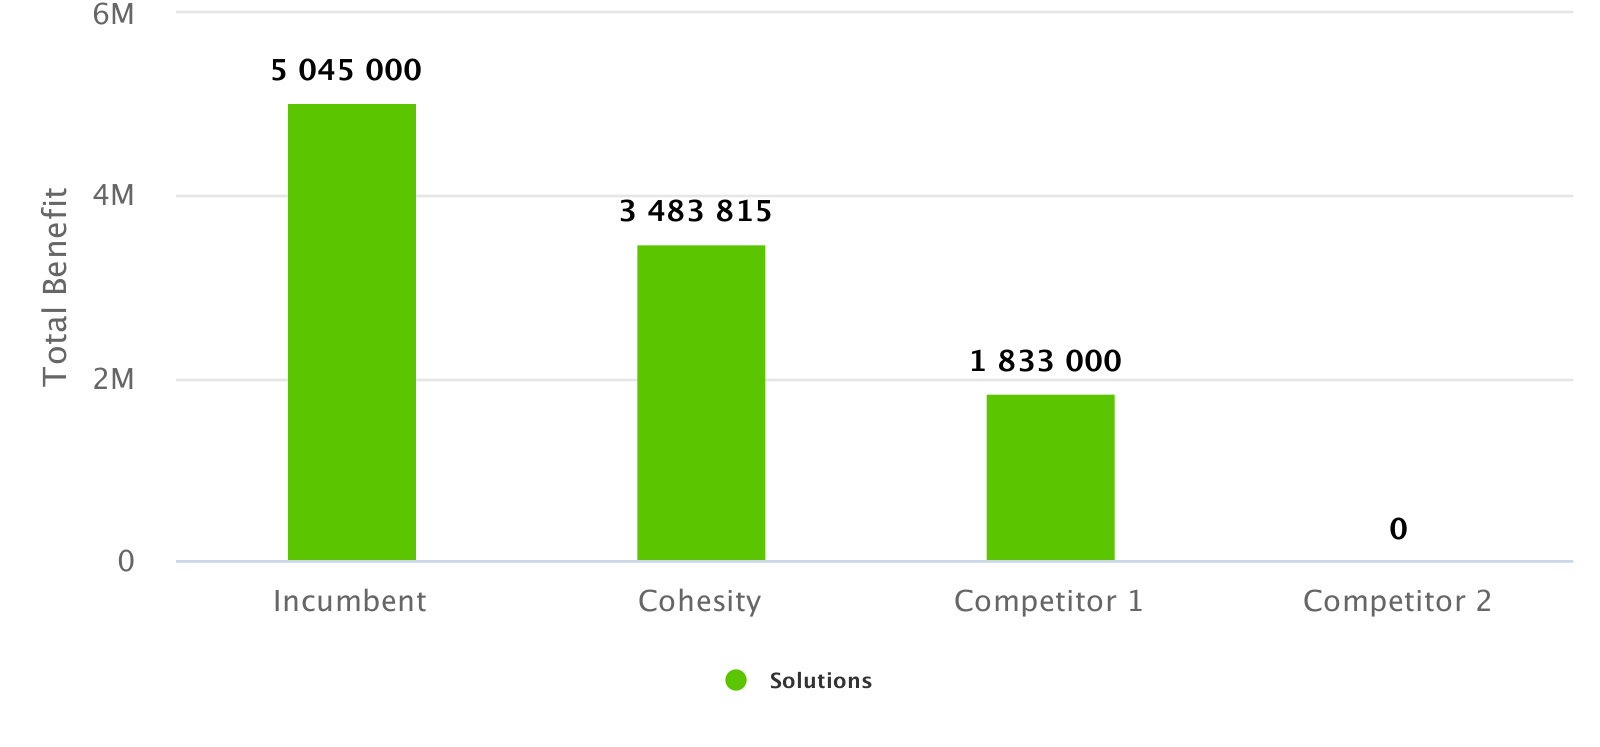 6M
5 045 000
4M
3 483 815
Total Benefit
2M
1 833 000
0
0
Incumbent
Cohesity
Competitor 1
Competitor 2
Solutions